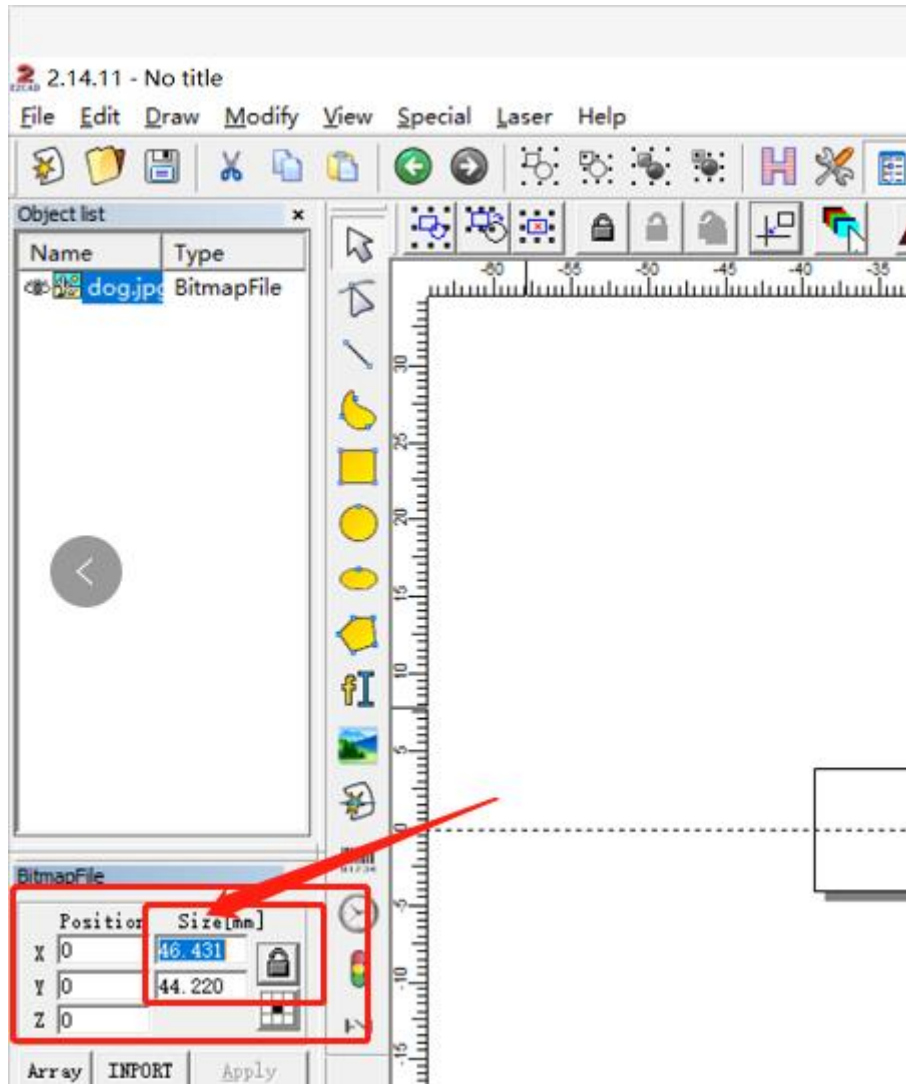 2 EZCAD 2.14.11 - No title
File Edit Draw Modify View Special Laser Help
Object list x
Name Type
dog.jpg BitmapFile
-60 -55 -50 -45 -40 -35
30
25
20
15
10
5
0
-5
-10
-15
BitmapFile
Position Size[mm]
X 0 46.431
Y 0 44.220
Z 0
Array INPORT Apply